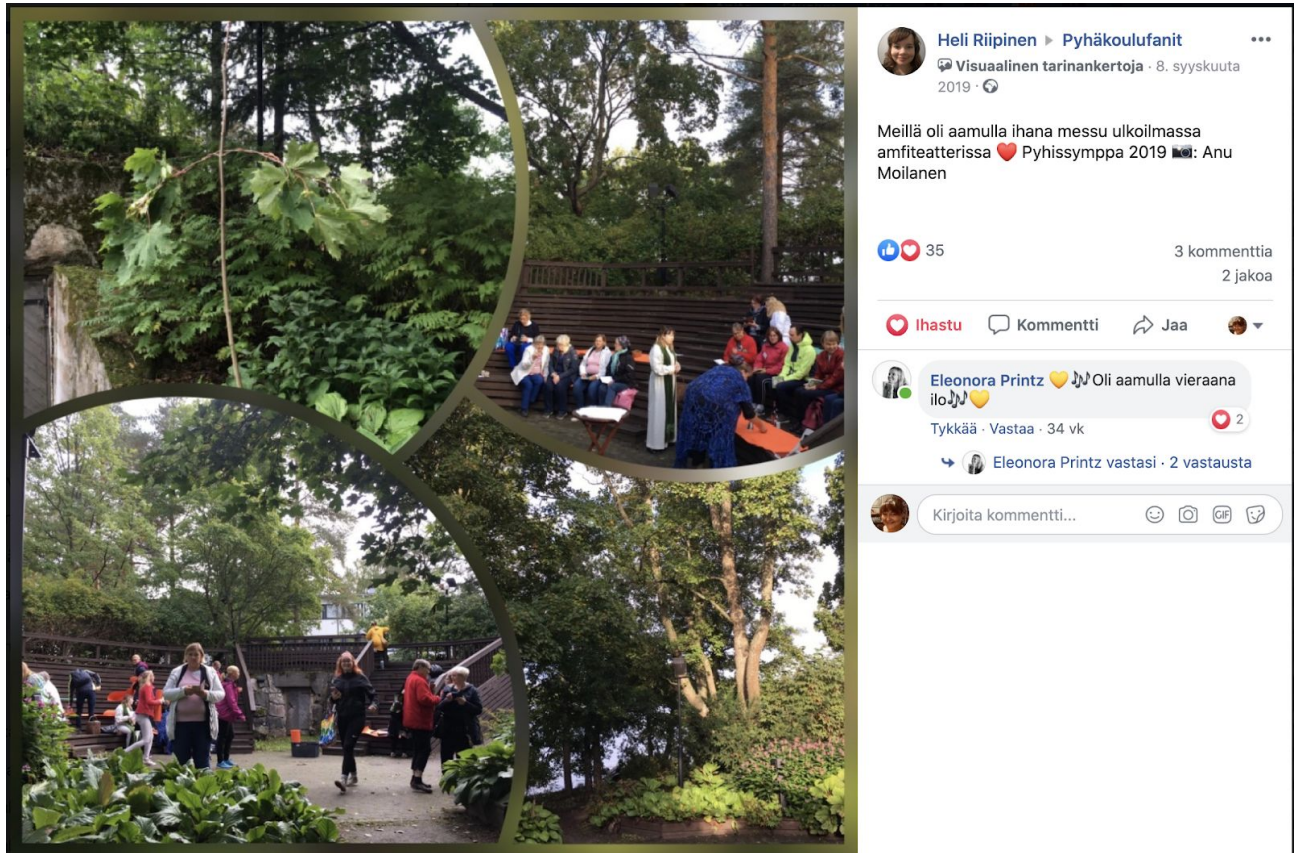 Heli Riipinen ▸ Pyhäkoulufanit
Visuaalinen tarinankertoja · 8. syyskuuta
2019 ·
Meillä oli aamulla ihana messu ulkoilmassa
amfiteatterissa ❤️ Pyhissymppa 2019 📷: Anu
Moilanen
35
3 kommenttia
2 jakoa
Ihastu
Kommentti
Jaa
Eleonora Printz 💛🎶Oli aamulla vieraana
ilo🎶💛
2
Tykkää · Vastaa · 34 vk
Eleonora Printz vastasi · 2 vastausta
Kirjoita kommentti...
GIF